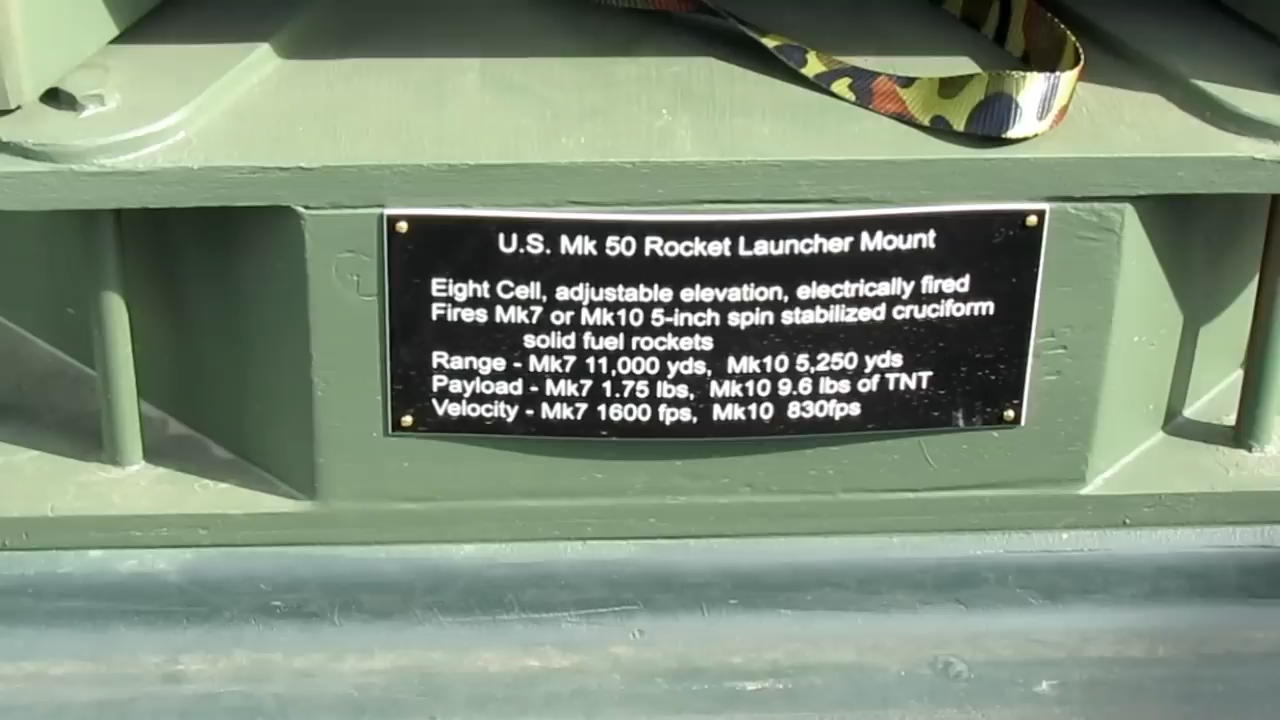 U.S. Mk 50 Rocket Launcher Mount
Eight Cell, adjustable elevation, electrically fired
Fires Mk7 or Mk10 5-inch spin stabilized cruciform
solid fuel rockets
Range - Mk7 11,000 yds, Mk10 5,250 yds
Payload - Mk7 1.75 lbs, Mk10 9.6 lbs of TNT
Velocity - Mk7 1600 fps, Mk10 830fps